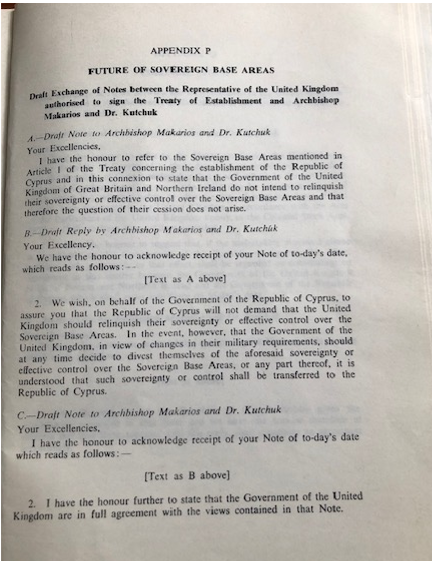 APPENDIX P
FUTURE OF SOVEREIGN BASE AREAS
Draft Exchange of Notes between the Representative of the United Kingdom
authorised to sign the Treaty of Establishment and Archbishop
Makarios and Dr. Kutchuk
A.—Draft Note to Archbishop Makarios and Dr. Kutchuk
Your Excellencies,
I have the honour to refer to the Sovereign Base Areas mentioned in
Article 1 of the Treaty concerning the establishment of the Republic of
Cyprus and in this connexion to state that the Government of the United
Kingdom of Great Britain and Northern Ireland do not intend to relinquish
their sovereignty or effective control over the Sovereign Base Areas and that
therefore the question of their cession does not arise.
B.—Draft Reply by Archbishop Makarios and Dr. Kutchuk
Your Excellency,
We have the honour to acknowledge receipt of your Note of to-day's date,
which reads as follows:—
[Text as A above]
2. We wish, on behalf of the Government of the Republic of Cyprus, to
assure you that the Republic of Cyprus will not demand that the United
Kingdom should relinquish their sovereignty or effective control over the
Sovereign Base Areas. In the event, however, that the Government of the
United Kingdom, in view of changes in their military requirements, should
at any time decide to divest themselves of the aforesaid sovereignty or
effective control over the Sovereign Base Areas, or any part thereof, it is
understood that such sovereignty or control shall be transferred to the
Republic of Cyprus.
C.—Draft Note to Archbishop Makarios and Dr. Kutchuk
Your Excellencies,
I have the honour to acknowledge receipt of your Note of to-day's date
which reads as follows:—
[Text as B above]
2. I have the honour further to state that the Government of the United
Kingdom are in full agreement with the views contained in that Note.